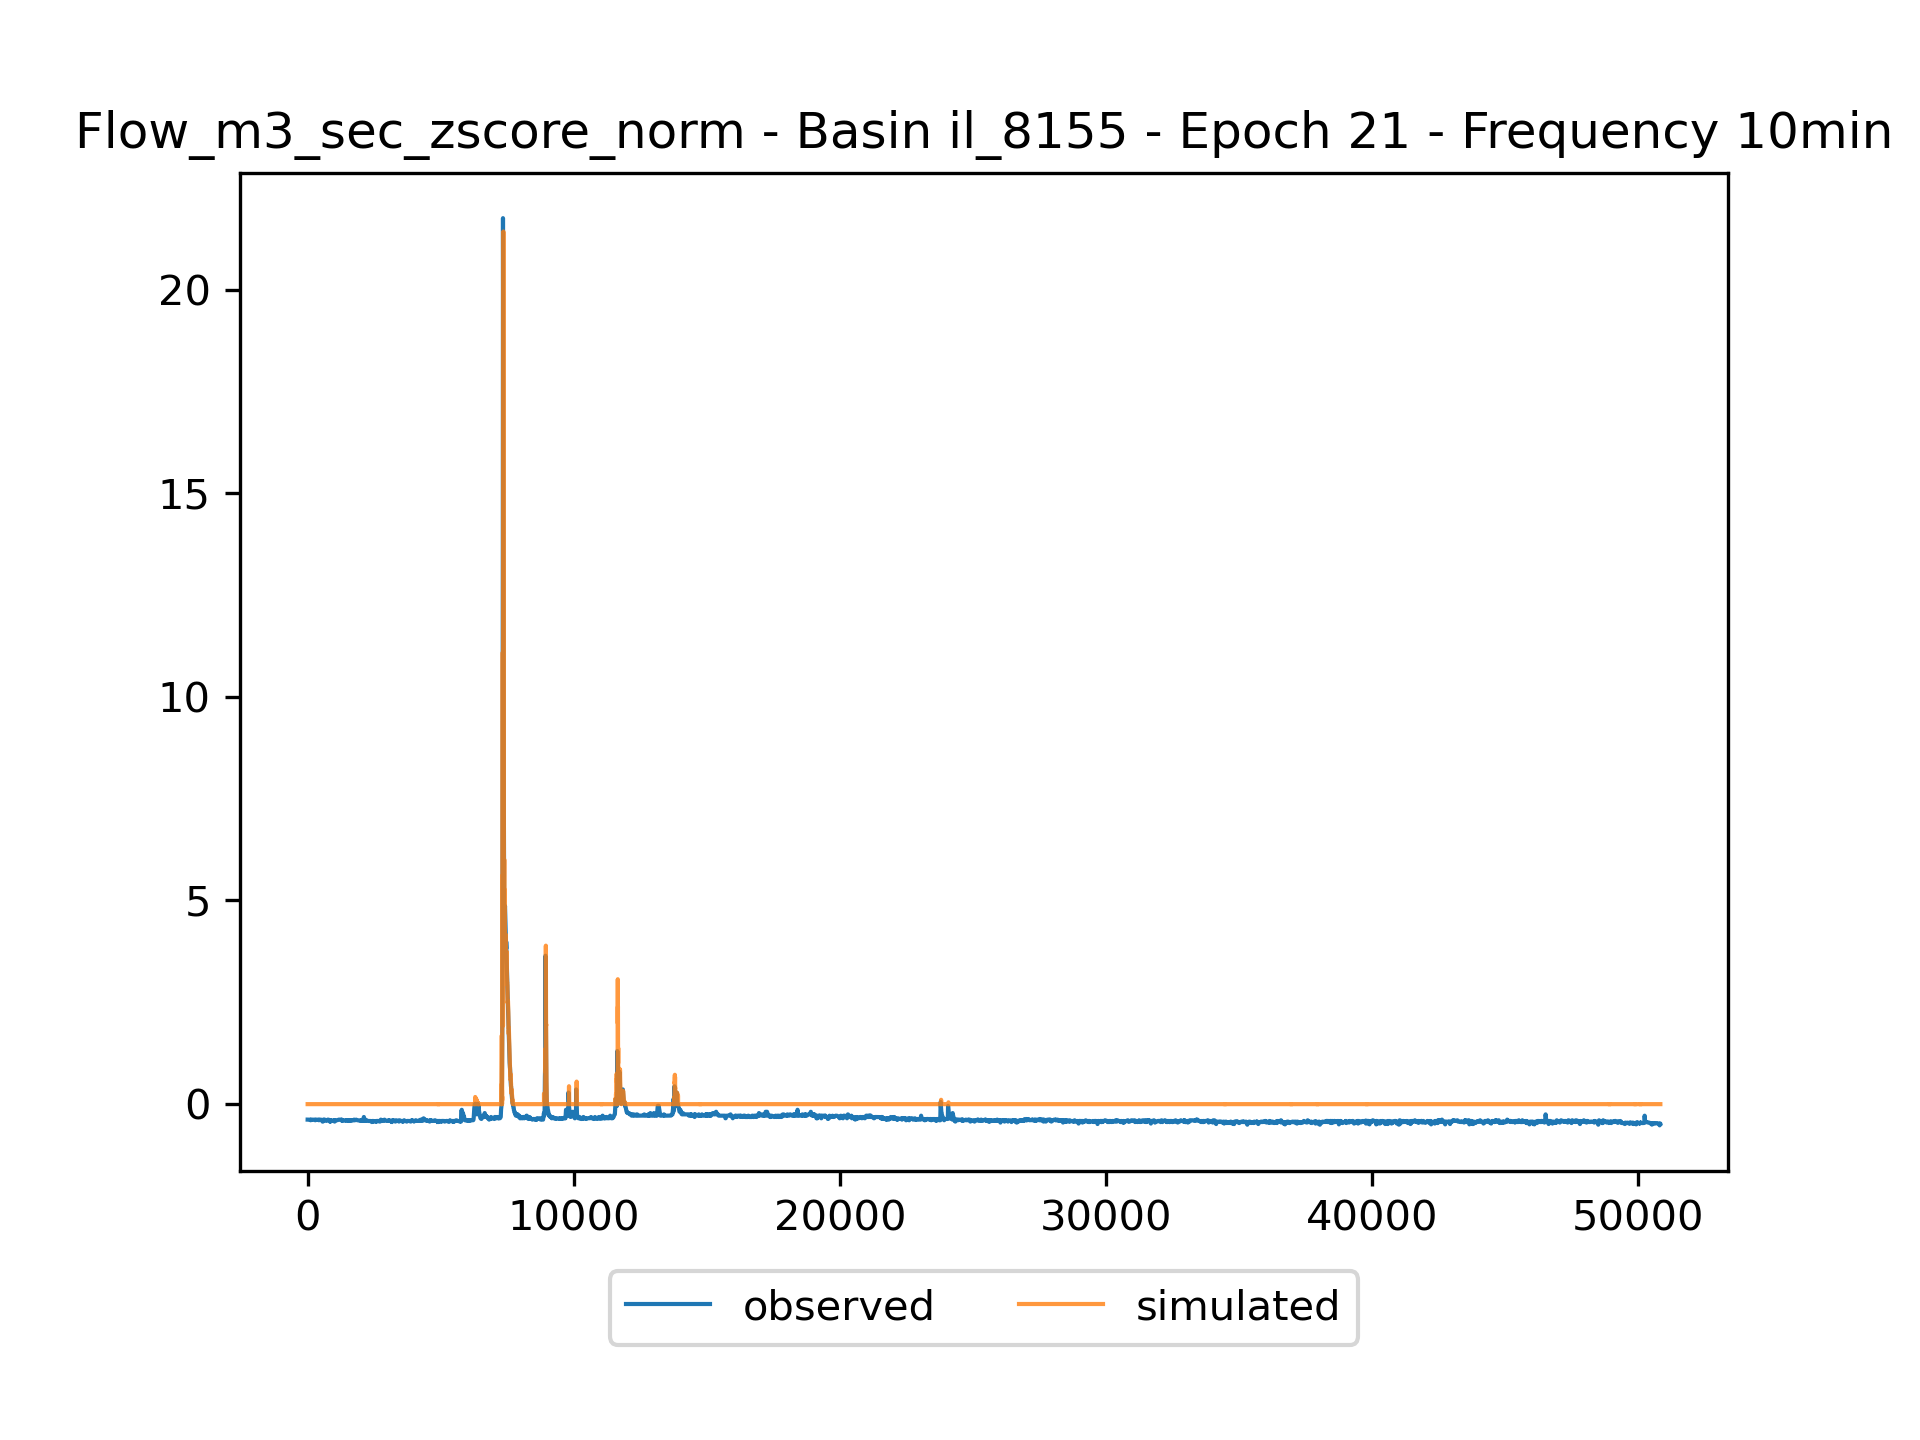 Flow_m3_sec_zscore_norm - Basin il_8155 - Epoch 21 - Frequency 10min
20
15
10
5
0
0 10000 20000 30000 40000 50000
observed simulated